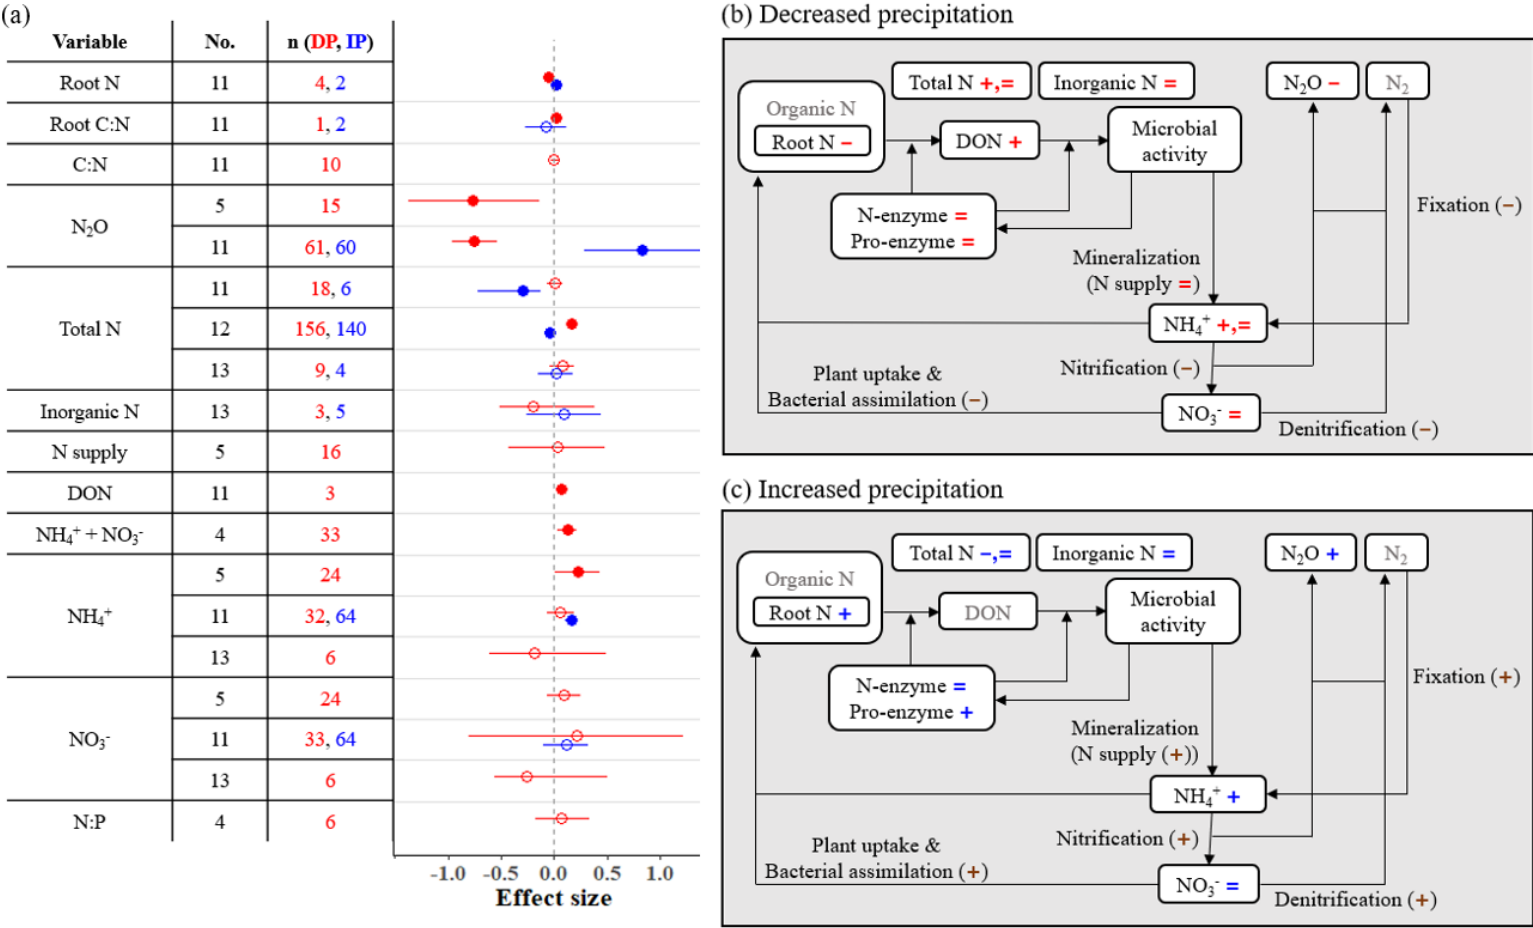 (a)
Variable No. n (DP, IP)
Root N 11 4, 2
Root C:N 11 1, 2
C:N 11 10
N₂O
5 15
11 61, 60
Total N
11 18, 6
12 156, 140
13 9, 4
Inorganic N 13 3, 5
N supply 5 16
DON 11 3
NH₄⁺ + NO₃⁻ 4 33
NH₄⁺
5 24
11 32, 64
13 6
NO₃⁻
5 24
11 33, 64
13 6
N:P 4 6
-1.0 -0.5 0.0 0.5 1.0
Effect size
(b) Decreased precipitation
Total N +,=
Inorganic N =
N₂O −
N₂
Organic N
Root N −
DON +
Microbial
activity
N-enzyme =
Pro-enzyme =
Fixation (−)
Mineralization
(N supply =)
NH₄⁺ +,=
Nitrification (−)
Plant uptake &
Bacterial assimilation (−)
NO₃⁻ =
Denitrification (−)
(c) Increased precipitation
Total N −,=
Inorganic N =
N₂O +
N₂
Organic N
Root N +
DON
Microbial
activity
N-enzyme =
Pro-enzyme +
Fixation (+)
Mineralization
(N supply (+))
NH₄⁺ +
Nitrification (+)
Plant uptake &
Bacterial assimilation (+)
NO₃⁻ =
Denitrification (+)